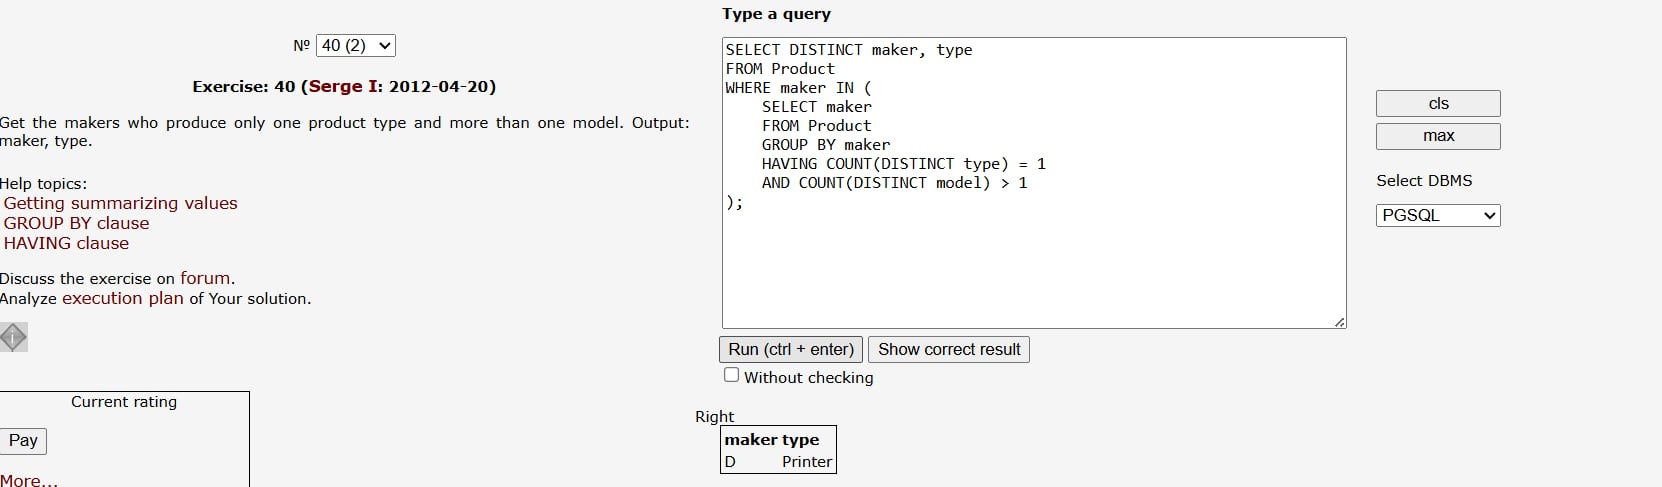 Nº 40 (2)
Exercise: 40 (Serge I: 2012-04-20)
Get the makers who produce only one product type and more than one model. Output:
maker, type.
Help topics:
Getting summarizing values
GROUP BY clause
HAVING clause
Discuss the exercise on forum.
Analyze execution plan of Your solution.
i
Current rating
Pay
More...
Type a query
SELECT DISTINCT maker, type
FROM Product
WHERE maker IN (
    SELECT maker
    FROM Product
    GROUP BY maker
    HAVING COUNT(DISTINCT type) = 1
    AND COUNT(DISTINCT model) > 1
);
Run (ctrl + enter) Show correct result
Without checking
Right
maker type
D Printer
cls
max
Select DBMS
PGSQL